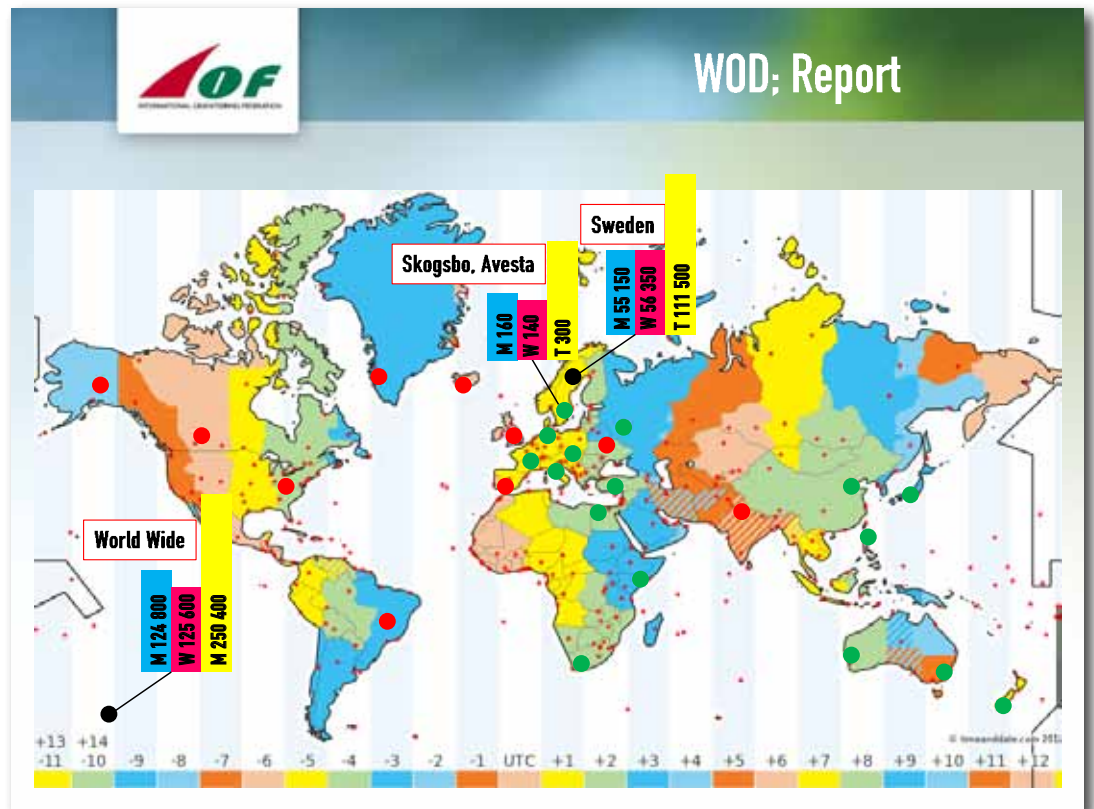 IOF
INTERNATIONAL ORIENTEERING FEDERATION
WOD; Report
Sweden
Skogsbo, Avesta
M 55 150
W 56 350
T 111 500
M 160
W 140
T 300
World Wide
M 124 800
W 125 600
M 250 400
© timeanddate.com 201
+13 +14
-11 -10 -9 -8 -7 -6 -5 -4 -3 -2 -1 UTC +1 +2 +3 +4 +5 +6 +7 +8 +9 +10 +11 +12